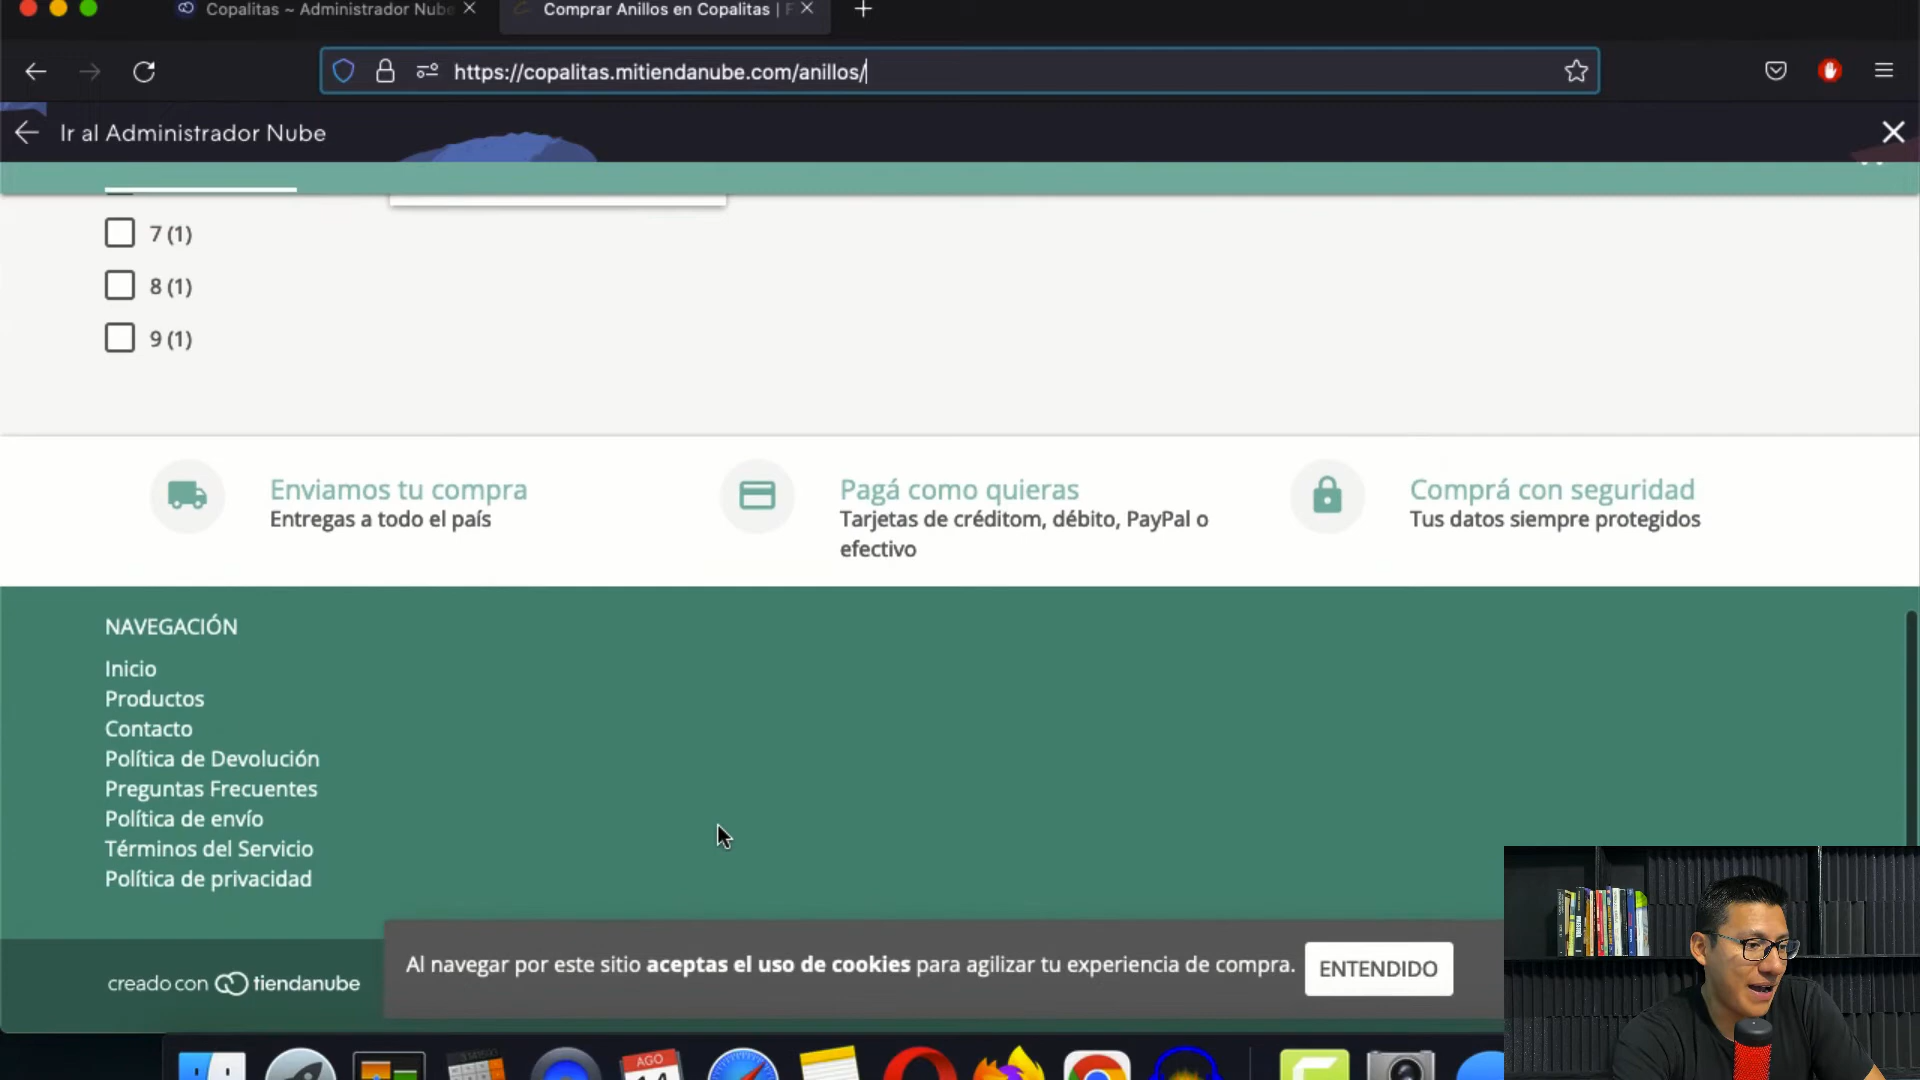 Copalitas ~ Administrador Nube
Comprar Anillos en Copalitas |
https://copalitas.mitiendanube.com/anillos/
Ir al Administrador Nube
7 (1)
8 (1)
9 (1)
Enviamos tu compra
Entregas a todo el país
Pagá como quieras
Tarjetas de créditom, débito, PayPal o
efectivo
Comprá con seguridad
Tus datos siempre protegidos
NAVEGACIÓN
Inicio
Productos
Contacto
Política de Devolución
Preguntas Frecuentes
Política de envío
Términos del Servicio
Política de privacidad
Al navegar por este sitio aceptas el uso de cookies para agilizar tu experiencia de compra.
ENTENDIDO
creado con tiendanube
AGO